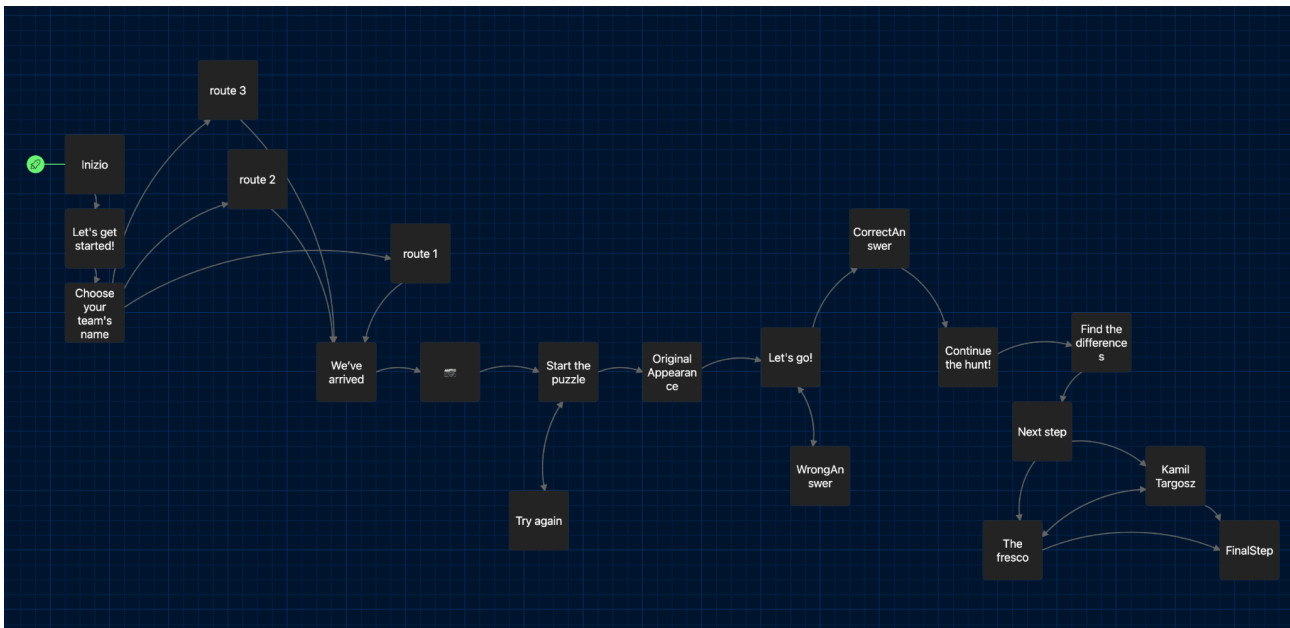 route 3
Inizio
route 2
Let's get
started!
route 1
CorrectAn
swer
Choose
your
team's
name
We've
arrived
Start the
puzzle
Original
Appearan
ce
Let's go!
Continue
the hunt!
Find the
difference
s
Next step
WrongAn
swer
Kamil
Targosz
Try again
The
fresco
FinalStep